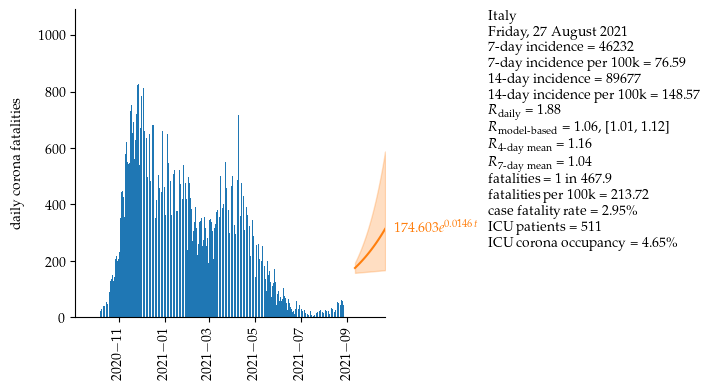 Italy
Friday, 27 August 2021
7-day incidence = 46232
7-day incidence per 100k = 76.59
14-day incidence = 89677
14-day incidence per 100k = 148.57
R_daily = 1.88
R_model-based = 1.06, [1.01, 1.12]
R_4-day mean = 1.16
R_7-day mean = 1.04
fatalities = 1 in 467.9
fatalities per 100k = 213.72
case fatality rate = 2.95%
ICU patients = 511
ICU corona occupancy = 4.65%
daily corona fatalities
1000
800
600
400
200
0
174.603e^{0.0146t}
2020−11
2021−01
2021−03
2021−05
2021−07
2021−09